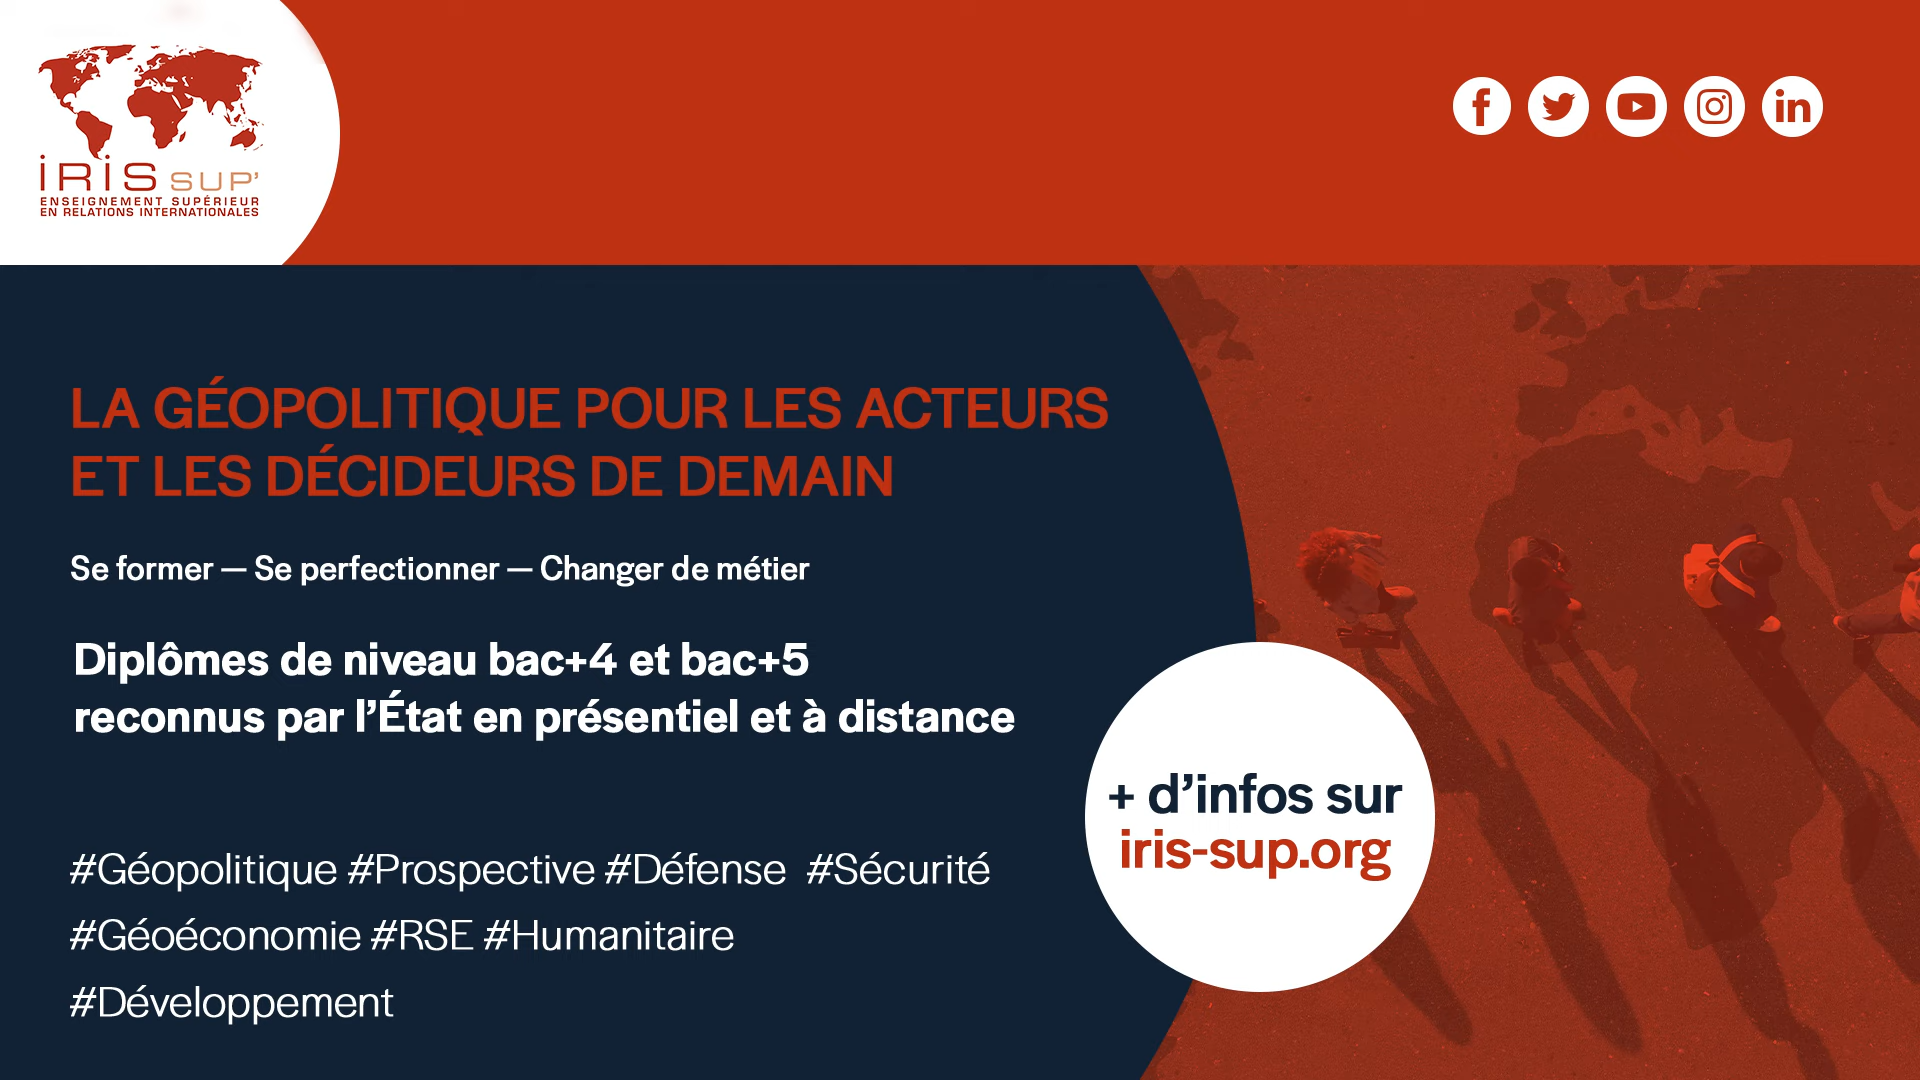 iRiS SUP'
ENSEIGNEMENT SUPÉRIEUR
EN RELATIONS INTERNATIONALES
LA GÉOPOLITIQUE POUR LES ACTEURS
ET LES DÉCIDEURS DE DEMAIN
Se former — Se perfectionner — Changer de métier
Diplômes de niveau bac+4 et bac+5
reconnus par l'État en présentiel et à distance
#Géopolitique #Prospective #Défense #Sécurité
#Géoéconomie #RSE #Humanitaire
#Développement
+ d'infos sur
iris-sup.org